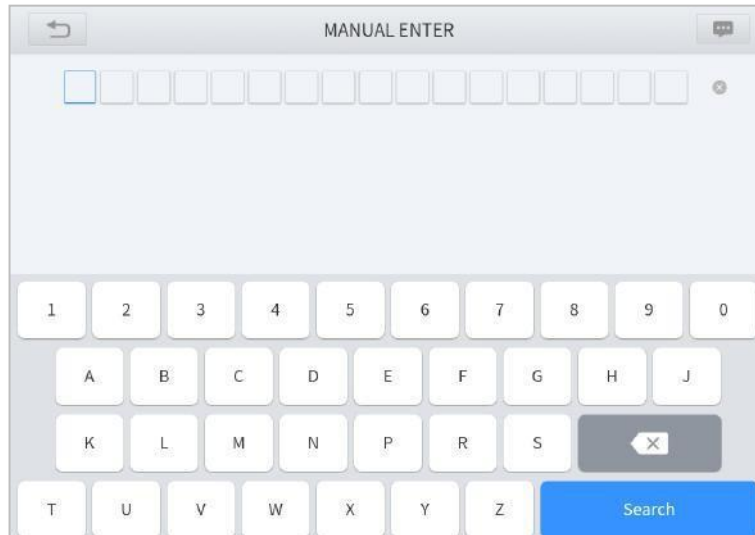 MANUAL ENTER
1 2 3 4 5 6 7 8 9 0
A B C D E F G H J
K L M N P R S
T U V W X Y Z Search